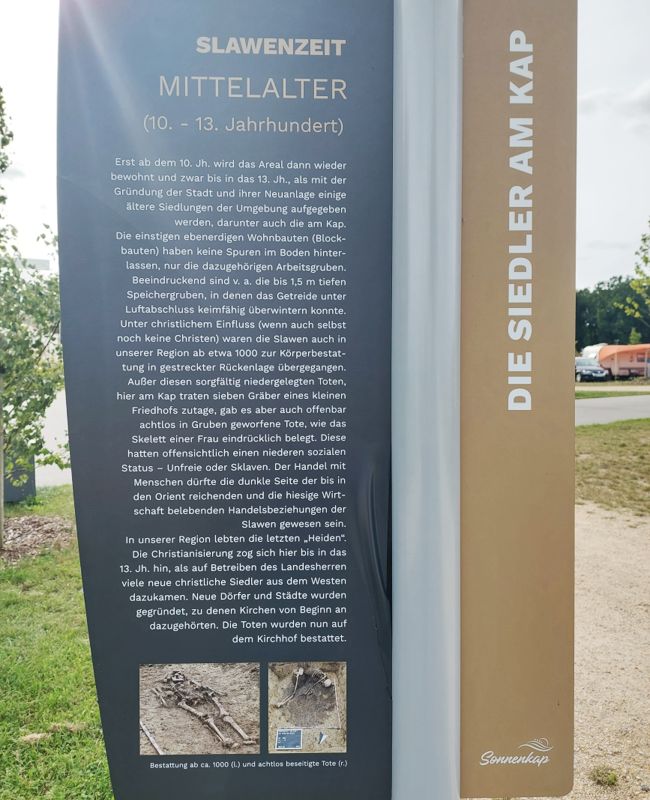 SLAWENZEIT
MITTELALTER
(10. - 13. Jahrhundert)
Erst ab dem 10. Jh. wird das Areal dann wieder
bewohnt und zwar bis in das 13. Jh., als mit der
Gründung der Stadt und ihrer Neuanlage einige
ältere Siedlungen der Umgebung aufgegeben
werden, darunter auch die am Kap.
Die einstigen ebenerdigen Wohnbauten (Block-
bauten) haben keine Spuren im Boden hinter-
lassen, nur die dazugehörigen Arbeitsgruben.
Beeindruckend sind v. a. die bis 1,5 m tiefen
Speichergruben, in denen das Getreide unter
Luftabschluss keimfähig überwintern konnte.
Unter christlichem Einfluss (wenn auch selbst
noch keine Christen) waren die Slawen auch in
unserer Region ab etwa 1000 zur Körperbestat-
tung in gestreckter Rückenlage übergegangen.
Außer diesen sorgfältig niedergelegten Toten,
hier am Kap traten sieben Gräber eines kleinen
Friedhofs zutage, gab es aber auch offenbar
achtlos in Gruben geworfene Tote, wie das
Skelett einer Frau eindrücklich belegt. Diese
hatten offensichtlich einen niederen sozialen
Status – Unfreie oder Sklaven. Der Handel mit
Menschen dürfte die dunkle Seite der bis in
den Orient reichenden und die hiesige Wirt-
schaft belebenden Handelsbeziehungen der
Slawen gewesen sein.
In unserer Region lebten die letzten „Heiden“.
Die Christianisierung zog sich hier bis in das
13. Jh. hin, als auf Betreiben des Landesherren
viele neue christliche Siedler aus dem Westen
dazukamen. Neue Dörfer und Städte wurden
gegründet, zu denen Kirchen von Beginn an
dazugehörten. Die Toten wurden nun auf
dem Kirchhof bestattet.
Bestattung ab ca. 1000 (l.) und achtlos beseitigte Tote (r.)
DIE SIEDLER AM KAP
Sonnenkap